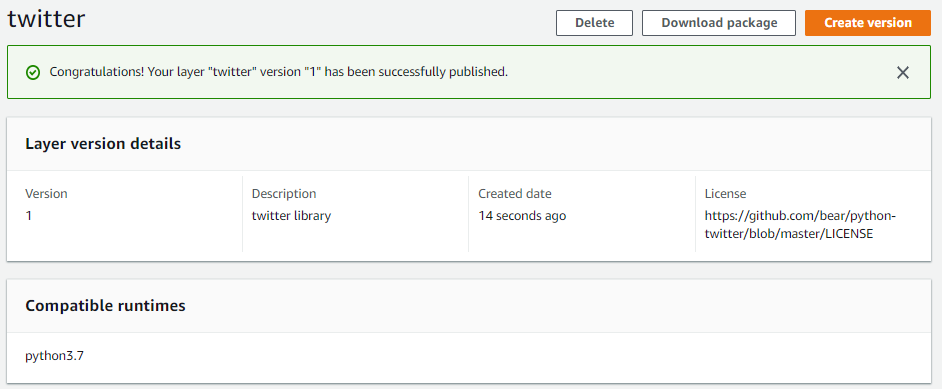 twitter
Delete
Download package
Create version
Congratulations! Your layer "twitter" version "1" has been successfully published.
Layer version details
Version
1
Description
twitter library
Created date
14 seconds ago
License
https://github.com/bear/python-
twitter/blob/master/LICENSE
Compatible runtimes
python3.7